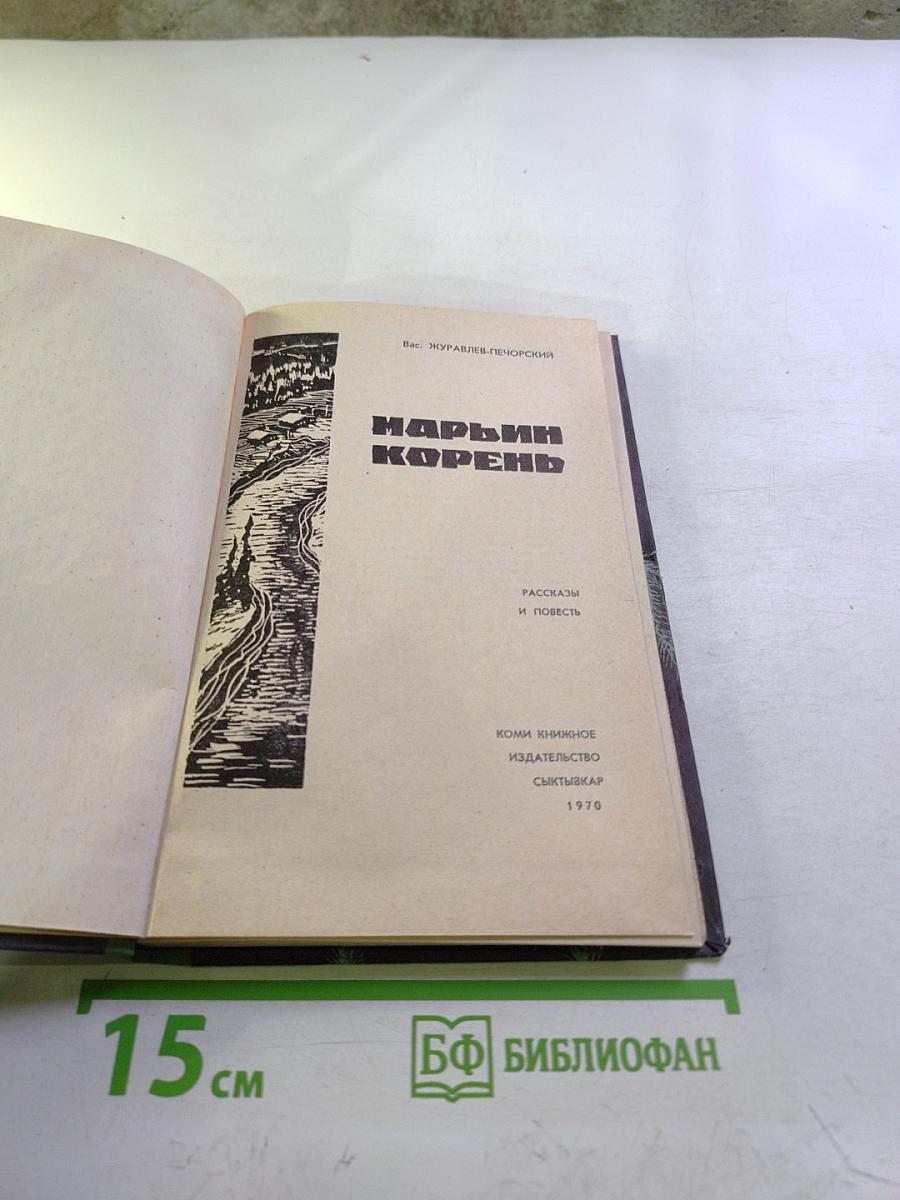 Вас. ЖУРАВЛЕВ-ПЕЧОРСКИЙ
МАРЬИН
КОРЕНЬ
РАССКАЗЫ
И ПОВЕСТЬ
КОМИ КНИЖНОЕ
ИЗДАТЕЛЬСТВО
СЫКТЫВКАР
1970
15 см
БФ БИБЛИОФАН